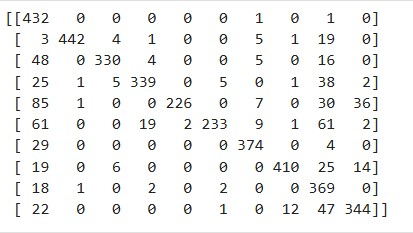 [[432 0 0 0 0 0 1 0 1 0]
[ 3 442 4 1 0 0 5 1 19 0]
[ 48 0 330 4 0 0 5 0 16 0]
[ 25 1 5 339 0 5 0 1 38 2]
[ 85 1 0 0 226 0 7 0 30 36]
[ 61 0 0 19 2 233 9 1 61 2]
[ 29 0 0 0 0 0 374 0 4 0]
[ 19 0 6 0 0 0 0 410 25 14]
[ 18 1 0 2 0 2 0 0 369 0]
[ 22 0 0 0 0 1 0 12 47 344]]